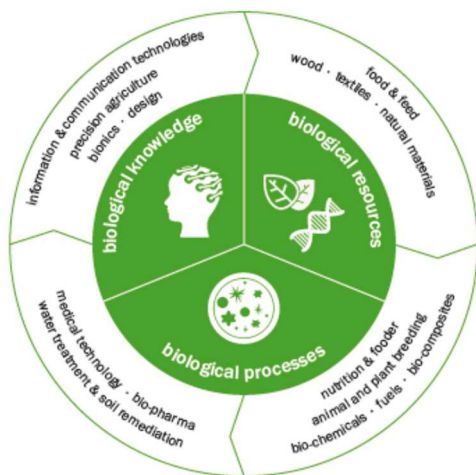 information & communication technologies
precision agriculture
bionics · design
food & feed
wood · textiles · natural materials
biological knowledge
biological resources
biological processes
medical technology · bio-pharma
water treatment & soil remediation
nutrition & fooder
animal and plant breeding
bio-chemicals · fuels · bio-composites